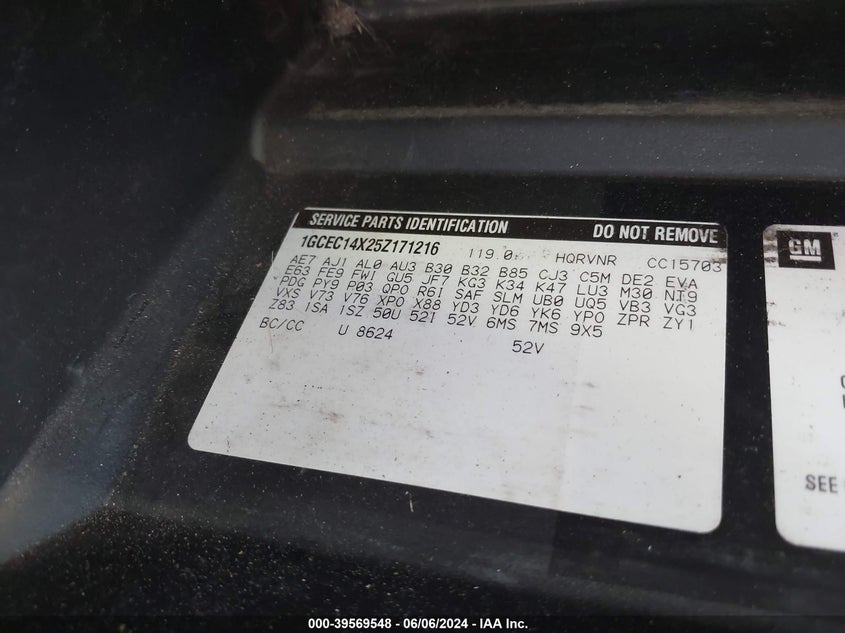 SERVICE PARTS IDENTIFICATION DO NOT REMOVE
1GCEC14X25Z171216 119.0 HQRVNR CC15703
AE7 AJ1 AL0 AU3 B30 B32 B85 CJ3 C5M DE2 EVA
E63 FE9 FW1 GU5 JF7 KG3 K34 K47 LU3 M30 NT9
PDG PY9 P03 QPO R6I SAF SLM UB0 UQ5 VB3 VG3
VXS V73 V76 XPO X88 YD3 YD6 YK6 YPO ZPR ZY1
Z83 1SA 1SZ 50U 52I 52V 6MS 7MS 9X5
BC/CC U 8624 52V
GM
SEE
000-39569548 - 06/06/2024 - IAA Inc.